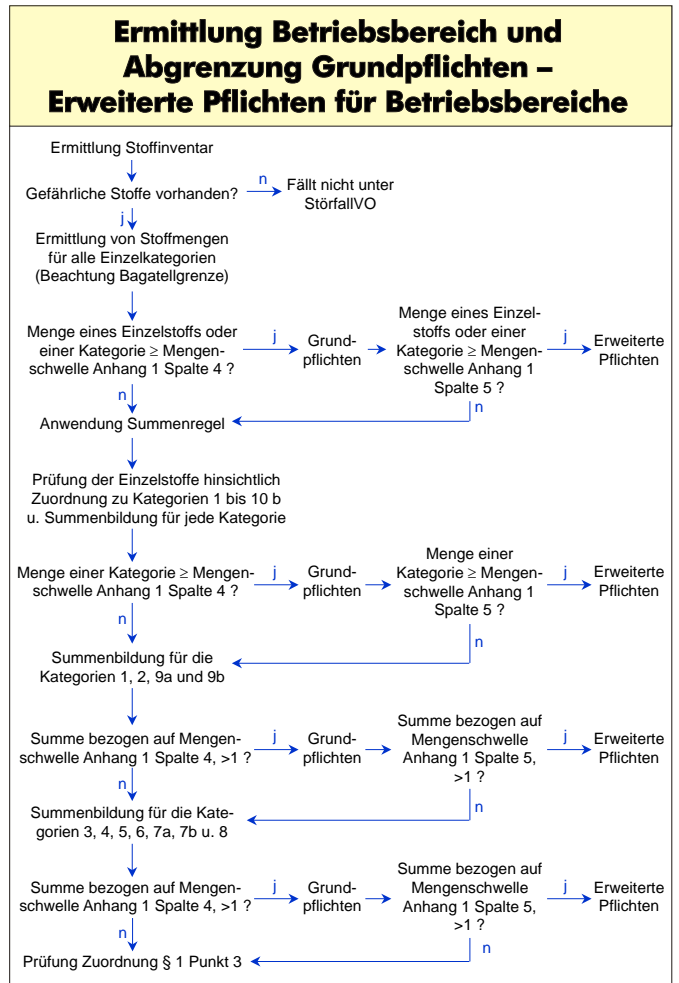 Ermittlung Betriebsbereich und
Abgrenzung Grundpflichten –
Erweiterte Pflichten für Betriebsbereiche
Ermittlung Stoffinventar
Gefährliche Stoffe vorhanden?
n
Fällt nicht unter
StörfallVO
j
Ermittlung von Stoffmengen
für alle Einzelkategorien
(Beachtung Bagatellgrenze)
Menge eines Einzelstoffs oder
einer Kategorie ≥ Mengen-
schwelle Anhang 1 Spalte 4 ?
j
Grund-
pflichten
Menge eines Einzel-
stoffs oder einer
Kategorie ≥ Mengen-
schwelle Anhang 1
Spalte 5 ?
j
Erweiterte
Pflichten
n
n
Anwendung Summenregel
Prüfung der Einzelstoffe hinsichtlich
Zuordnung zu Kategorien 1 bis 10 b
u. Summenbildung für jede Kategorie
Menge einer Kategorie ≥ Mengen-
schwelle Anhang 1 Spalte 4 ?
j
Grund-
pflichten
Menge einer
Kategorie ≥ Mengen-
schwelle Anhang 1
Spalte 5 ?
j
Erweiterte
Pflichten
n
n
Summenbildung für die
Kategorien 1, 2, 9a und 9b
Summe bezogen auf Mengen-
schwelle Anhang 1 Spalte 4, >1 ?
j
Grund-
pflichten
Summe bezogen auf
Mengenschwelle
Anhang 1 Spalte 5,
>1 ?
j
Erweiterte
Pflichten
n
n
Summenbildung für die Kate-
gorien 3, 4, 5, 6, 7a, 7b u. 8
Summe bezogen auf Mengen-
schwelle Anhang 1 Spalte 4, >1 ?
j
Grund-
pflichten
Summe bezogen auf
Mengenschwelle
Anhang 1 Spalte 5,
>1 ?
j
Erweiterte
Pflichten
n
n
Prüfung Zuordnung § 1 Punkt 3